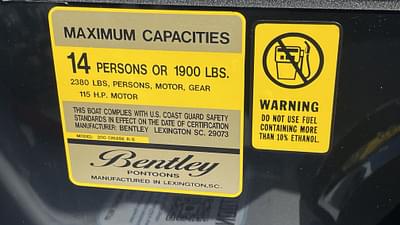 MAXIMUM CAPACITIES
14 PERSONS OR 1900 LBS.
2380 LBS, PERSONS, MOTOR, GEAR
115 H.P. MOTOR
THIS BOAT COMPLIES WITH U.S. COAST GUARD SAFETY
STANDARDS IN EFFECT ON THE DATE OF CERTIFICATION
MANUFACTURER: BENTLEY LEXINGTON SC. 29073
MODEL:
Bentley
PONTOONS
MANUFACTURED IN LEXINGTON, SC.
WARNING
DO NOT USE FUEL
CONTAINING MORE
THAN 10% ETHANOL.